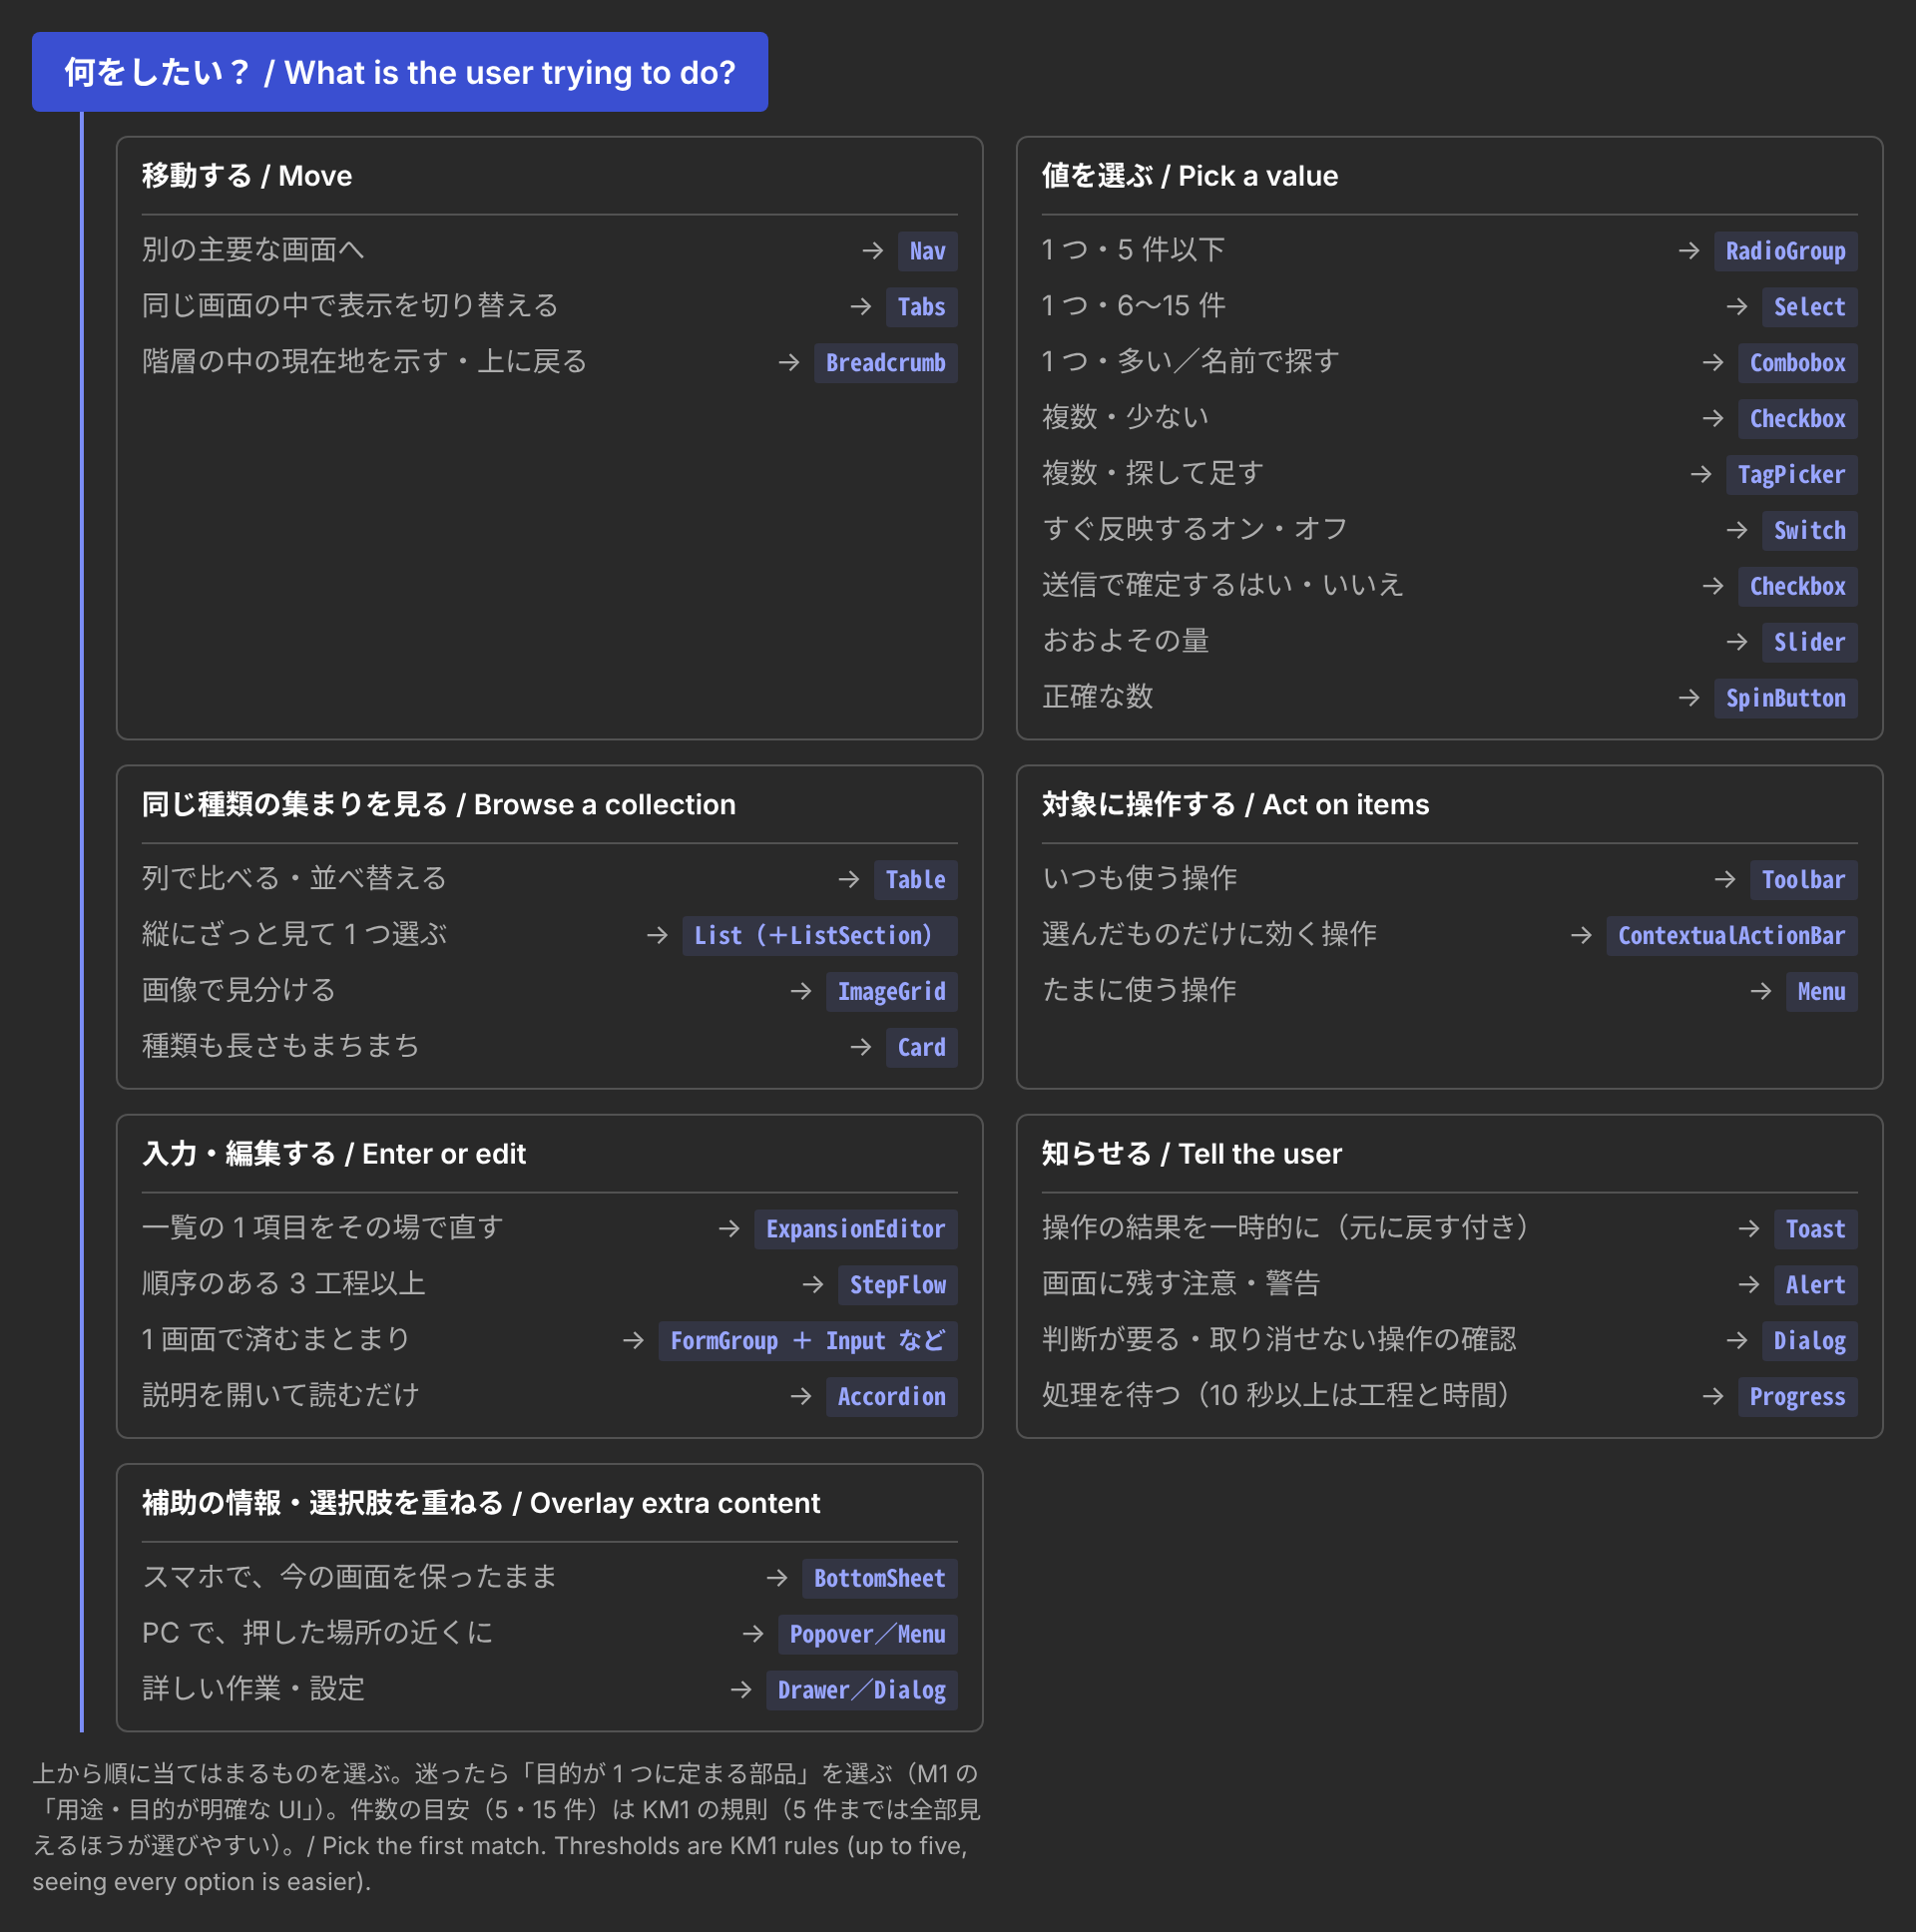 何をしたい？ / What is the user trying to do?
移動する / Move
別の主要な画面へ → Nav
同じ画面の中で表示を切り替える → Tabs
階層の中の現在地を示す・上に戻る → Breadcrumb
値を選ぶ / Pick a value
1 つ・5 件以下 → RadioGroup
1 つ・6〜15 件 → Select
1 つ・多い／名前で探す → Combobox
複数・少ない → Checkbox
複数・探して足す → TagPicker
すぐ反映するオン・オフ → Switch
送信で確定するはい・いいえ → Checkbox
おおよその量 → Slider
正確な数 → SpinButton
同じ種類の集まりを見る / Browse a collection
列で比べる・並べ替える → Table
縦にざっと見て 1 つ選ぶ → List（＋ListSection）
画像で見分ける → ImageGrid
種類も長さもまちまち → Card
対象に操作する / Act on items
いつも使う操作 → Toolbar
選んだものだけに効く操作 → ContextualActionBar
たまに使う操作 → Menu
入力・編集する / Enter or edit
一覧の 1 項目をその場で直す → ExpansionEditor
順序のある 3 工程以上 → StepFlow
1 画面で済むまとまり → FormGroup ＋ Input など
説明を開いて読むだけ → Accordion
知らせる / Tell the user
操作の結果を一時的に（元に戻す付き） → Toast
画面に残す注意・警告 → Alert
判断が要る・取り消せない操作の確認 → Dialog
処理を待つ（10 秒以上は工程と時間） → Progress
補助の情報・選択肢を重ねる / Overlay extra content
スマホで、今の画面を保ったまま → BottomSheet
PC で、押した場所の近くに → Popover／Menu
詳しい作業・設定 → Drawer／Dialog
上から順に当てはまるものを選ぶ。迷ったら「目的が 1 つに定まる部品」を選ぶ（M1 の
「用途・目的が明確な UI」）。件数の目安（5・15 件）は KM1 の規則（5 件までは全部見
えるほうが選びやすい）。/ Pick the first match. Thresholds are KM1 rules (up to five,
seeing every option is easier).